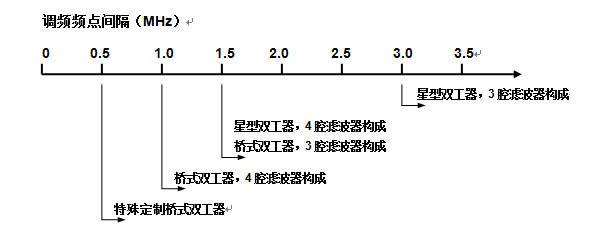 调频频点间隔（MHz）
0 0.5 1.0 1.5 2.0 2.5 3.0 3.5
星型双工器，3腔滤波器构成
星型双工器，4腔滤波器构成
桥式双工器，3腔滤波器构成
桥式双工器，4腔滤波器构成
特殊定制桥式双工器